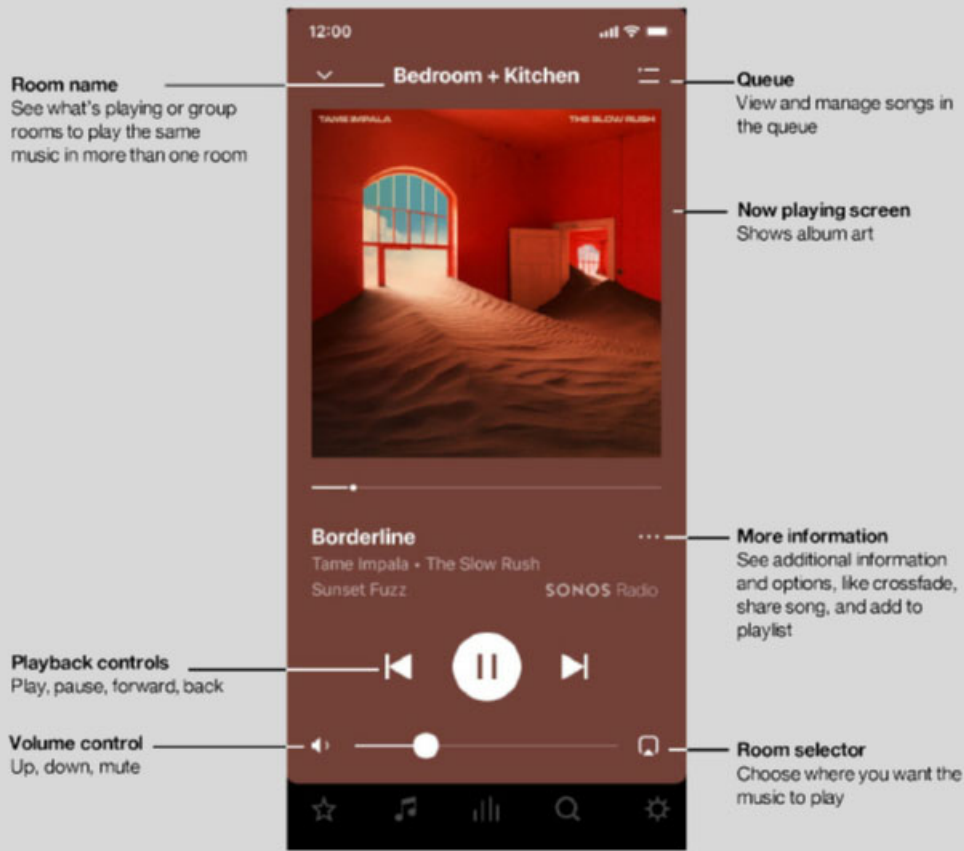 12:00
Bedroom + Kitchen
Room name
See what's playing or group
rooms to play the same
music in more than one room
Queue
View and manage songs in
the queue
TAME IMPALA
THE SLOW RUSH
Now playing screen
Shows album art
Borderline
Tame Impala • The Slow Rush
Sunset Fuzz
SONOS Radio
More information
See additional information
and options, like crossfade,
share song, and add to
playlist
Playback controls
Play, pause, forward, back
Volume control
Up, down, mute
Room selector
Choose where you want the
music to play